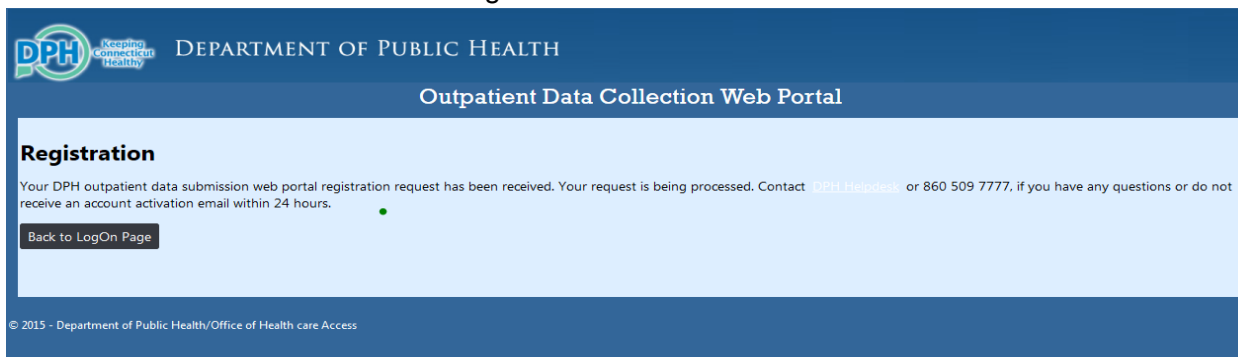 DPH Keeping Connecticut Healthy DEPARTMENT OF PUBLIC HEALTH
Outpatient Data Collection Web Portal
Registration
Your DPH outpatient data submission web portal registration request has been received. Your request is being processed. Contact DPH Helpdesk or 860 509 7777, if you have any questions or do not
receive an account activation email within 24 hours.
Back to LogOn Page
© 2015 - Department of Public Health/Office of Health care Access